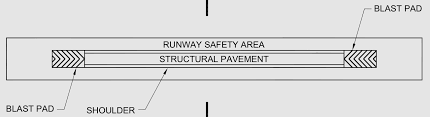 BLAST PAD
RUNWAY SAFETY AREA
STRUCTURAL PAVEMENT
BLAST PAD
SHOULDER